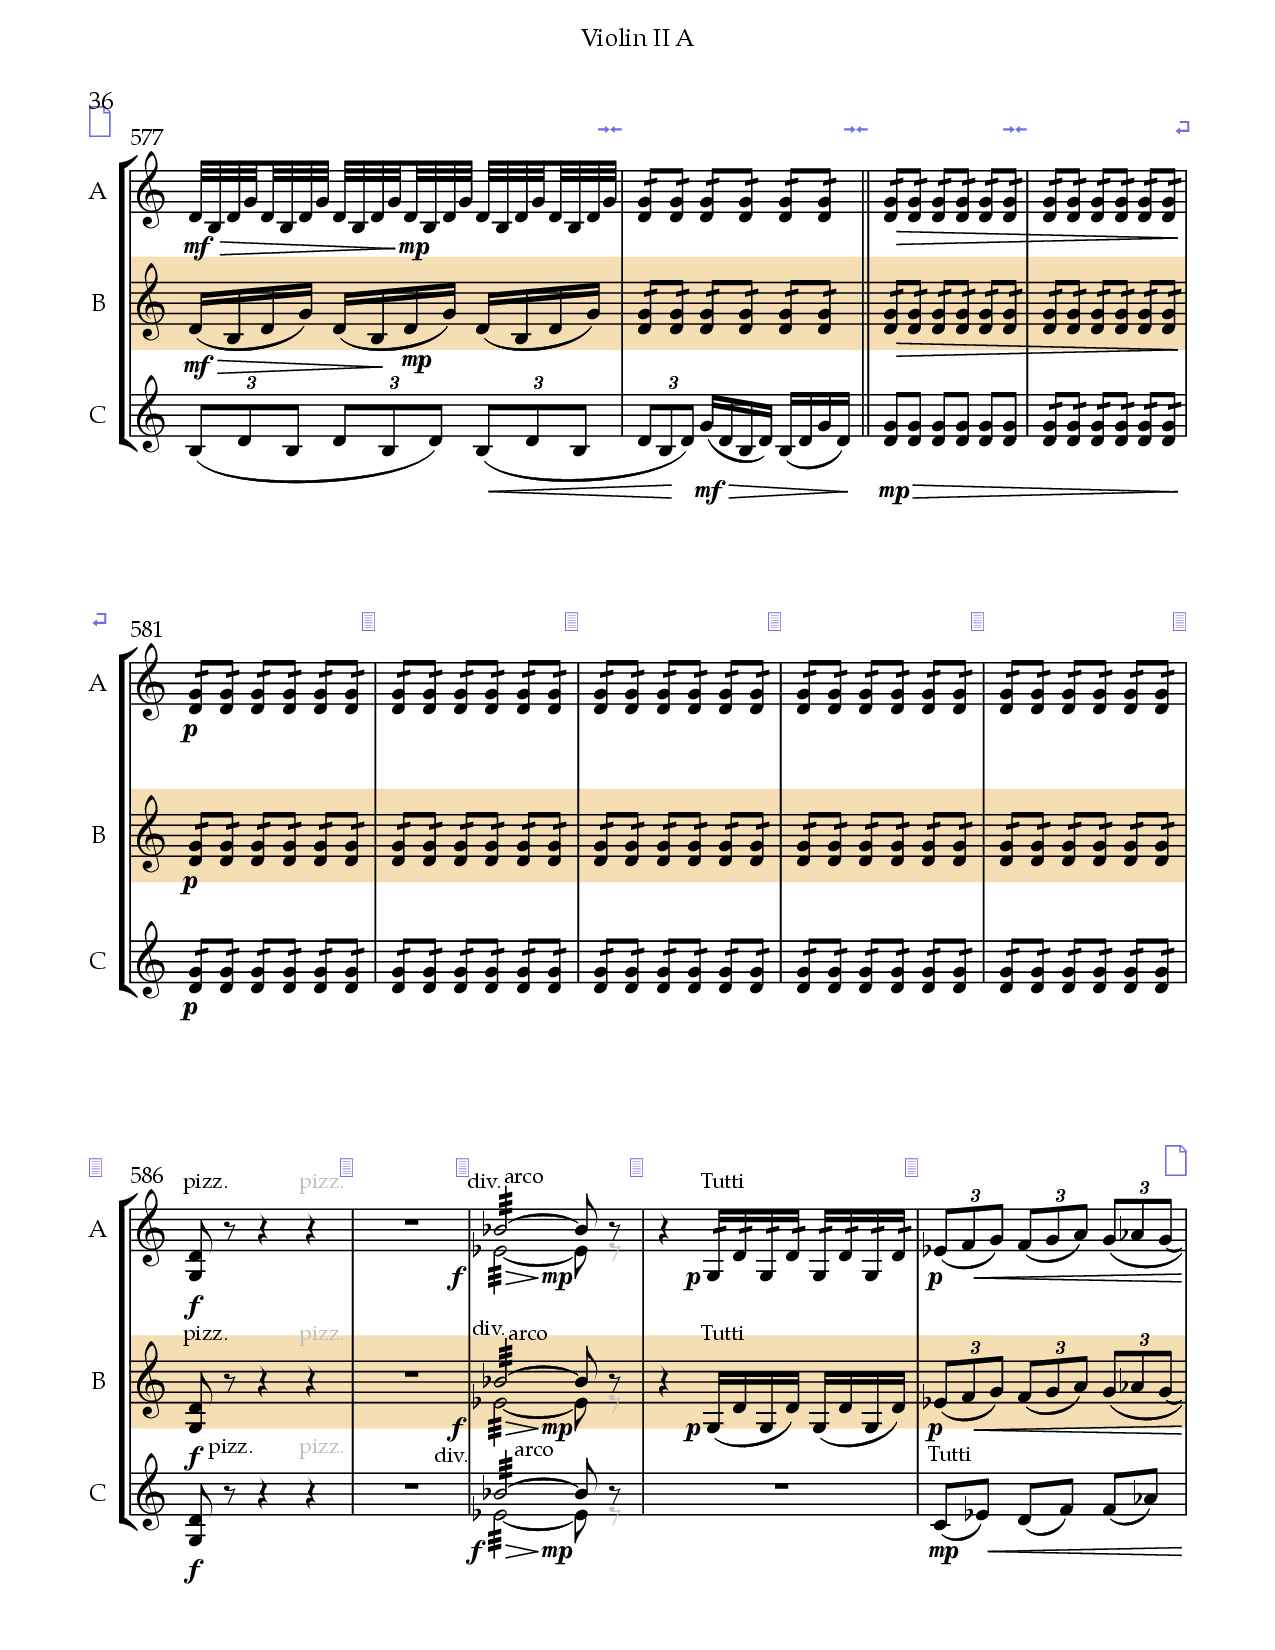 Violin II A
36
577
A
mf mp
B
mf mp
3 3 3 3
C
mf mp
581
A
p
B
p
C
p
586
pizz. pizz. div. arco Tutti
3 3 3
A
f mp p p
f
pizz. pizz. div. arco Tutti
3 3 3
B
f mp p p
f pizz. pizz. div. arco Tutti
C
f mp mp
f